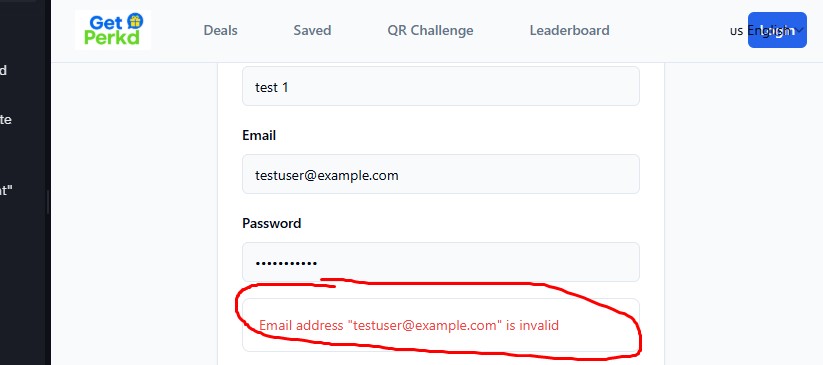 Get
Perkd
Deals
Saved
QR Challenge
Leaderboard
us English
Login
d
test 1
te
Email
testuser@example.com
t"
Password
•••••••••••
Email address "testuser@example.com" is invalid